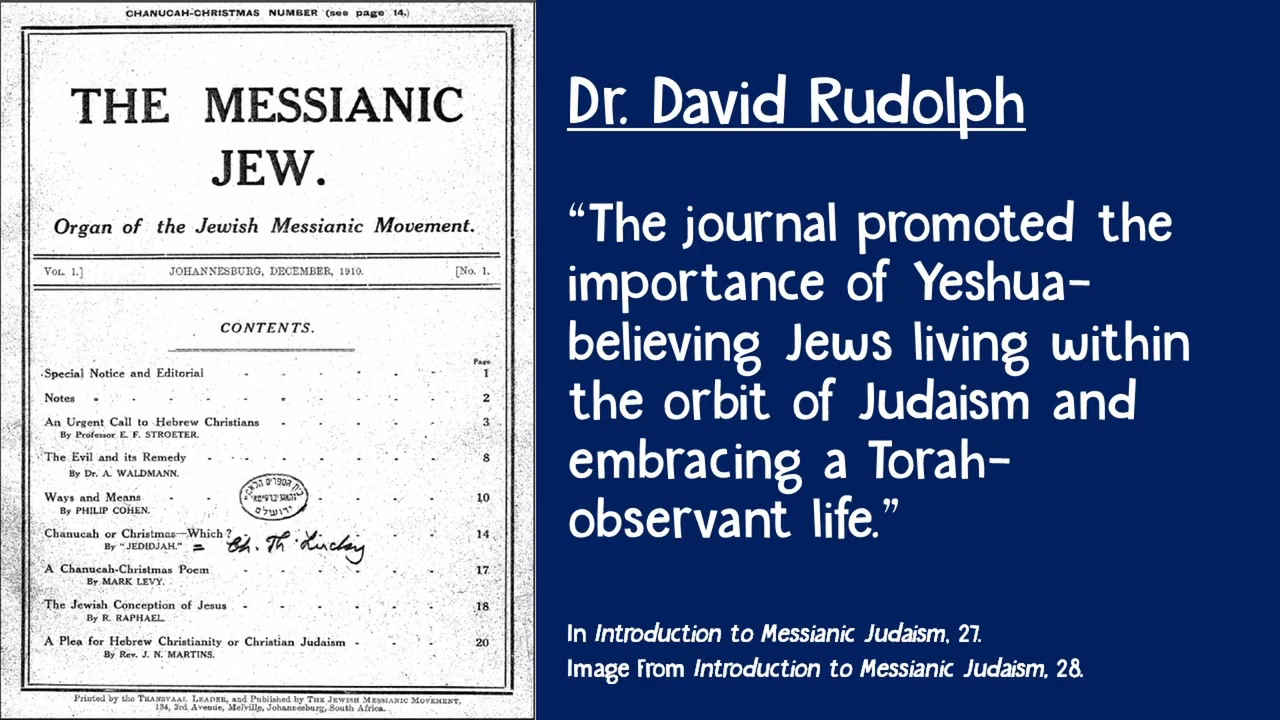 CHANUCAH-CHRISTMAS NUMBER (see page 14.)
THE MESSIANIC
JEW.
Organ of the Jewish Messianic Movement.
VOL. 1.] JOHANNESBURG, DECEMBER, 1910. [No. 1.
CONTENTS.
Page
Special Notice and Editorial - - - - - - 1
Notes - - - - - - - - 2
An Urgent Call to Hebrew Christians - - - - - 3
By Professor E. F. STROETER.
The Evil and its Remedy - - - - - - - 8
By Dr. A. WALDMANN.
Ways and Means - - - - - - 10
By PHILIP COHEN.
בית הספרים הלאומי
ירושלם
Chanucah or Christmas—Which? - - - - - 14
By "JEDIDJAH." = Ch. Th. Lucky
A Chanucah-Christmas Poem - - - - - - 17
By MARK LEVY.
The Jewish Conception of Jesus - - - - - - 18
By R. RAPHAEL.
A Plea for Hebrew Christianity or Christian Judaism - - - 20
By Rev. J. N. MARTINS.
Printed by the TRANSVAAL LEADER, and Published by THE JEWISH MESSIANIC MOVEMENT,
134, 3rd Avenue, Melville, Johannesburg, South Africa.
Dr. David Rudolph
“The journal promoted the
importance of Yeshua-
believing Jews living within
the orbit of Judaism and
embracing a Torah-
observant life.”
In Introduction to Messianic Judaism, 27.
Image From Introduction to Messianic Judaism, 28.